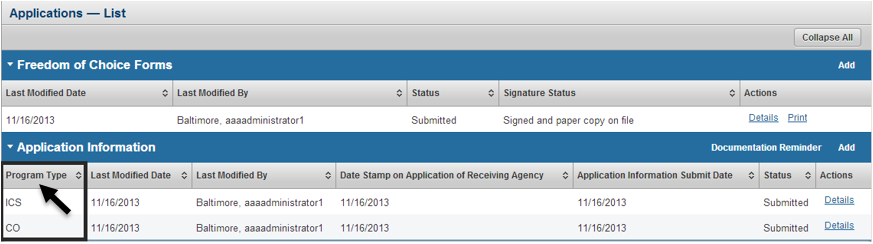 Applications — List
Collapse All
Freedom of Choice Forms Add
Last Modified Date Last Modified By Status Signature Status Actions
11/16/2013 Baltimore, aaaadministrator1 Submitted Signed and paper copy on file Details Print
Application Information Documentation Reminder Add
Program Type Last Modified Date Last Modified By Date Stamp on Application of Receiving Agency Application Information Submit Date Status Actions
ICS 11/16/2013 Baltimore, aaaadministrator1 11/16/2013 11/16/2013 Submitted Details
CO 11/16/2013 Baltimore, aaaadministrator1 11/16/2013 11/16/2013 Submitted Details